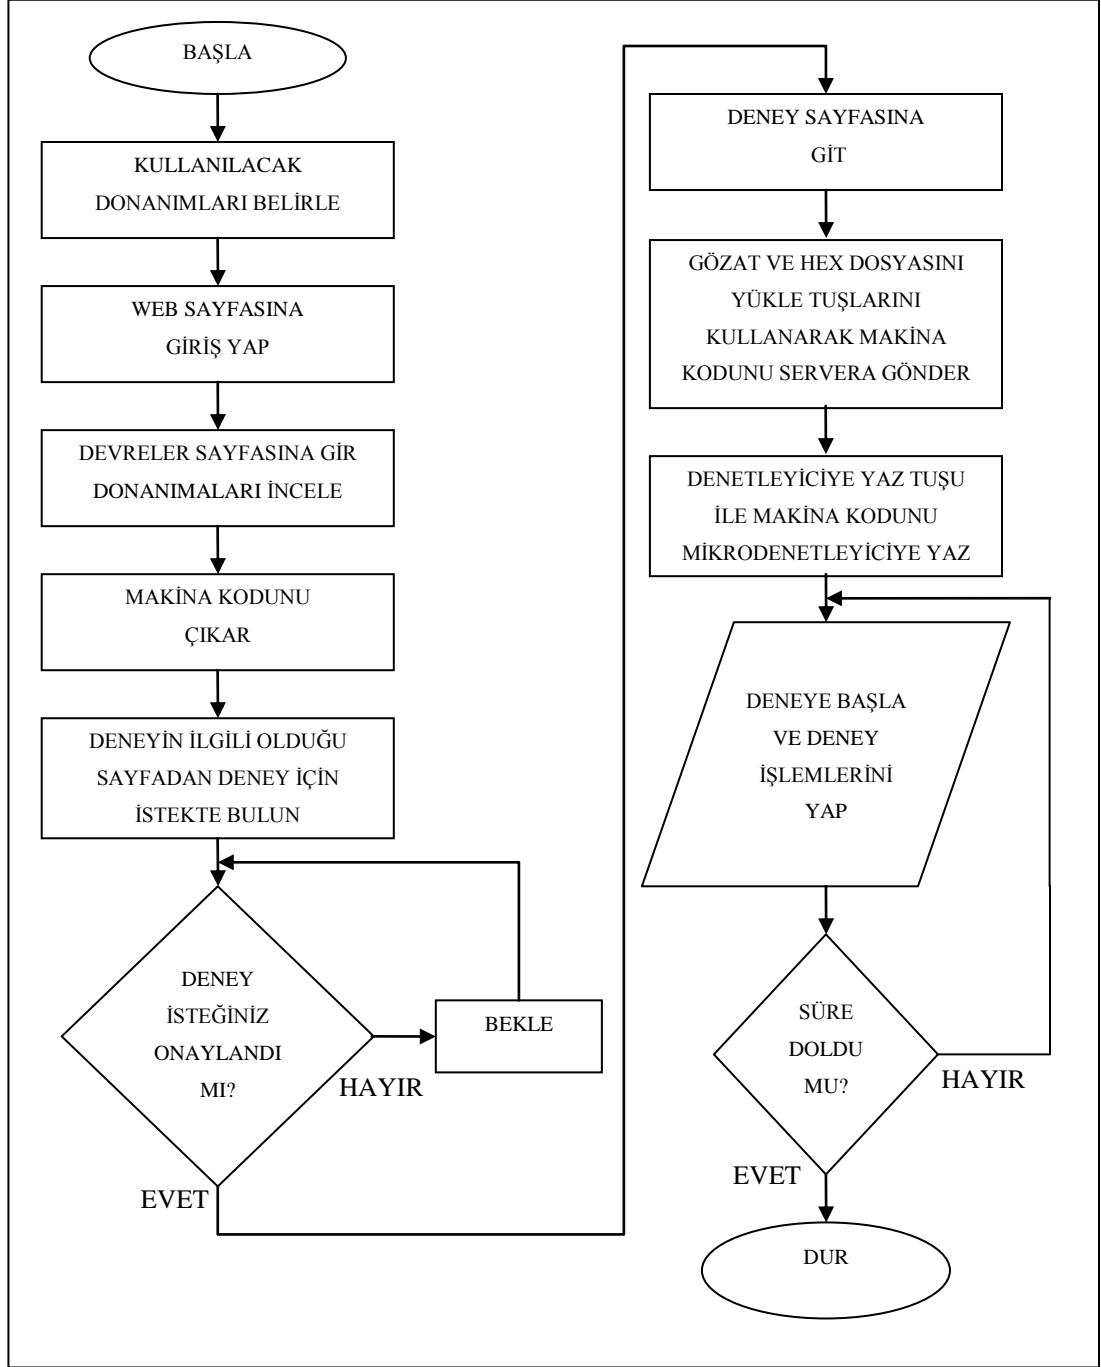 BAŞLA
KULLANILACAK
DONANIMLARI BELİRLE
WEB SAYFASINA
GİRİŞ YAP
DEVRELER SAYFASINA GİR
DONANIMALARI İNCELE
MAKİNA KODUNU
ÇIKAR
DENEYİN İLGİLİ OLDUĞU
SAYFADAN DENEY İÇİN
İSTEKTE BULUN
DENEY
İSTEĞİNİZ
ONAYLANDI
MI?
HAYIR
BEKLE
EVET
DENEY SAYFASINA
GİT
GÖZAT VE HEX DOSYASINI
YÜKLE TUŞLARINI
KULLANARAK MAKİNA
KODUNU SERVERA GÖNDER
DENETLEYİCİYE YAZ TUŞU
İLE MAKİNA KODUNU
MİKRODENETLEYİCİYE YAZ
DENEYE BAŞLA
VE DENEY
İŞLEMLERİNİ
YAP
SÜRE
DOLDU
MU?
HAYIR
EVET
DUR